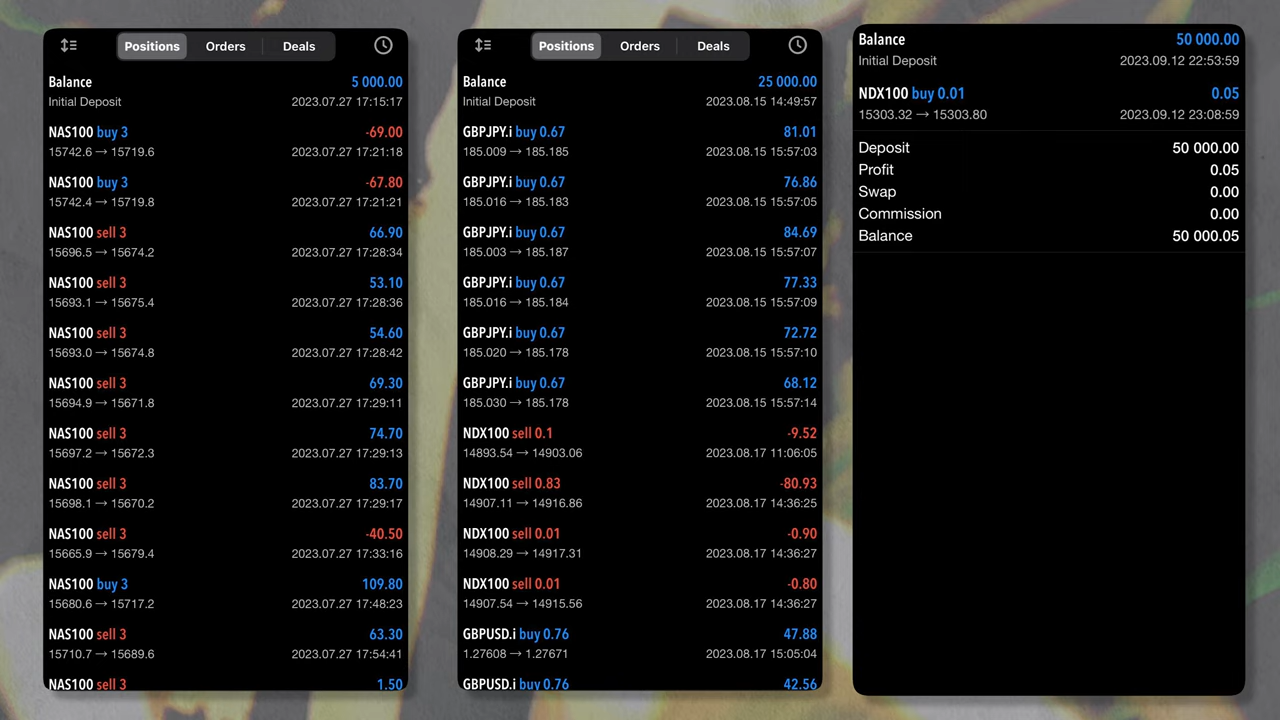 Positions Orders Deals
Balance 5 000.00
Initial Deposit 2023.07.27 17:15:17
NAS100 buy 3 -69.00
15742.6 → 15719.6 2023.07.27 17:21:18
NAS100 buy 3 -67.80
15742.4 → 15719.8 2023.07.27 17:21:21
NAS100 sell 3 66.90
15696.5 → 15674.2 2023.07.27 17:28:34
NAS100 sell 3 53.10
15693.1 → 15675.4 2023.07.27 17:28:36
NAS100 sell 3 54.60
15693.0 → 15674.8 2023.07.27 17:28:42
NAS100 sell 3 69.30
15694.9 → 15671.8 2023.07.27 17:29:11
NAS100 sell 3 74.70
15697.2 → 15672.3 2023.07.27 17:29:13
NAS100 sell 3 83.70
15698.1 → 15670.2 2023.07.27 17:29:17
NAS100 sell 3 -40.50
15665.9 → 15679.4 2023.07.27 17:33:16
NAS100 buy 3 109.80
15680.6 → 15717.2 2023.07.27 17:48:23
NAS100 sell 3 63.30
15710.7 → 15689.6 2023.07.27 17:54:41
NAS100 sell 3 1.50
Positions Orders Deals
Balance 25 000.00
Initial Deposit 2023.08.15 14:49:57
GBPJPY.i buy 0.67 81.01
185.009 → 185.185 2023.08.15 15:57:03
GBPJPY.i buy 0.67 76.86
185.016 → 185.183 2023.08.15 15:57:05
GBPJPY.i buy 0.67 84.69
185.003 → 185.187 2023.08.15 15:57:07
GBPJPY.i buy 0.67 77.33
185.016 → 185.184 2023.08.15 15:57:09
GBPJPY.i buy 0.67 72.72
185.020 → 185.178 2023.08.15 15:57:10
GBPJPY.i buy 0.67 68.12
185.030 → 185.178 2023.08.15 15:57:14
NDX100 sell 0.1 -9.52
14893.54 → 14903.06 2023.08.17 11:06:05
NDX100 sell 0.83 -80.93
14907.11 → 14916.86 2023.08.17 14:36:25
NDX100 sell 0.01 -0.90
14908.29 → 14917.31 2023.08.17 14:36:27
NDX100 sell 0.01 -0.80
14907.54 → 14915.56 2023.08.17 14:36:27
GBPUSD.i buy 0.76 47.88
1.27608 → 1.27671 2023.08.17 15:05:04
GBPUSD.i buy 0.76 42.56
Balance 50 000.00
Initial Deposit 2023.09.12 22:53:59
NDX100 buy 0.01 0.05
15303.32 → 15303.80 2023.09.12 23:08:59
Deposit 50 000.00
Profit 0.05
Swap 0.00
Commission 0.00
Balance 50 000.05